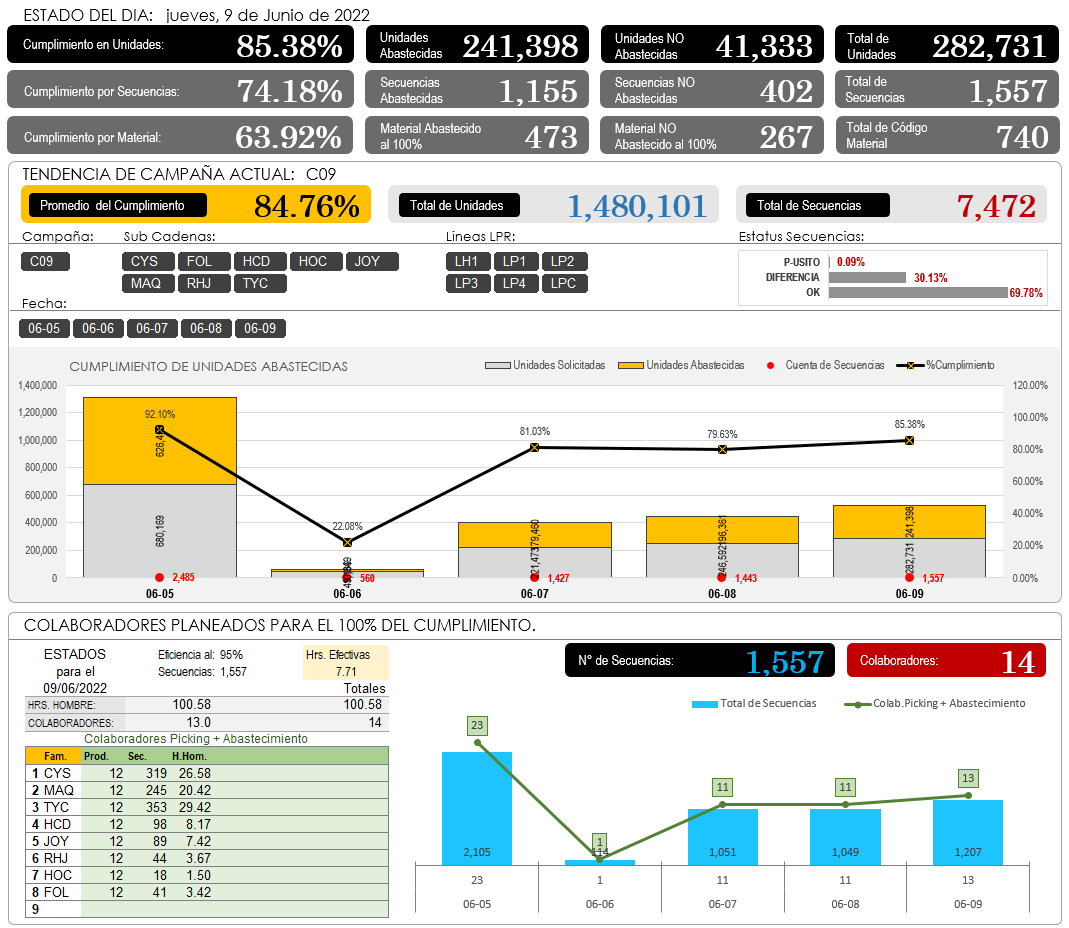 ESTADO DEL DIA: jueves, 9 de Junio de 2022
Cumplimiento en Unidades: 85.38%
Unidades Abastecidas 241,398
Unidades NO Abastecidas 41,333
Total de Unidades 282,731
Cumplimiento por Secuencias: 74.18%
Secuencias Abastecidas 1,155
Secuencias NO Abastecidas 402
Total de Secuencias 1,557
Cumplimiento por Material: 63.92%
Material Abastecido al 100% 473
Material NO Abastecido al 100% 267
Total de Código Material 740
TENDENCIA DE CAMPAÑA ACTUAL: C09
Promedio del Cumplimiento 84.76%
Total de Unidades 1,480,101
Total de Secuencias 7,472
Campaña: Sub Cadenas: Lineas LPR: Estatus Secuencias:
C09 CYS FOL HCD HOC JOY LH1 LP1 LP2
MAQ RHJ TYC LP3 LP4 LPC
P-USITO 0.09%
DIFERENCIA 30.13%
OK 69.78%
Fecha:
06-05 06-06 06-07 06-08 06-09
CUMPLIMIENTO DE UNIDADES ABASTECIDAS
Unidades Solicitadas Unidades Abastecidas Cuenta de Secuencias %Cumplimiento
1,400,000 120.00%
1,200,000 100.00%
1,000,000 80.00%
800,000 60.00%
600,000 40.00%
400,000 20.00%
200,000 0.00%
0
92.10% 22.08% 81.03% 79.63% 85.38%
680,169
179,460
221,473
196,361
246,592
241,398
282,731
2,485 560 1,427 1,443 1,557
06-05 06-06 06-07 06-08 06-09
COLABORADORES PLANEADOS PARA EL 100% DEL CUMPLIMIENTO.
ESTADOS para el 09/06/2022
Eficiencia al: 95%
Secuencias: 1,557
Hrs. Efectivas
7.71
Totales
HRS. HOMBRE: 100.58 100.58
COLABORADORES: 13.0 14
Colaboradores Picking + Abastecimiento
Fam. Prod. Sec. H.Hom.
1 CYS 12 319 26.58
2 MAQ 12 245 20.42
3 TYC 12 353 29.42
4 HCD 12 98 8.17
5 JOY 12 89 7.42
6 RHJ 12 44 3.67
7 HOC 12 18 1.50
8 FOL 12 41 3.42
9
N° de Secuencias: 1,557
Colaboradores: 14
Total de Secuencias Colab.Picking + Abastecimiento
23 1 11 11 13
2,105 114 1,051 1,049 1,207
23 1 11 11 13
06-05 06-06 06-07 06-08 06-09